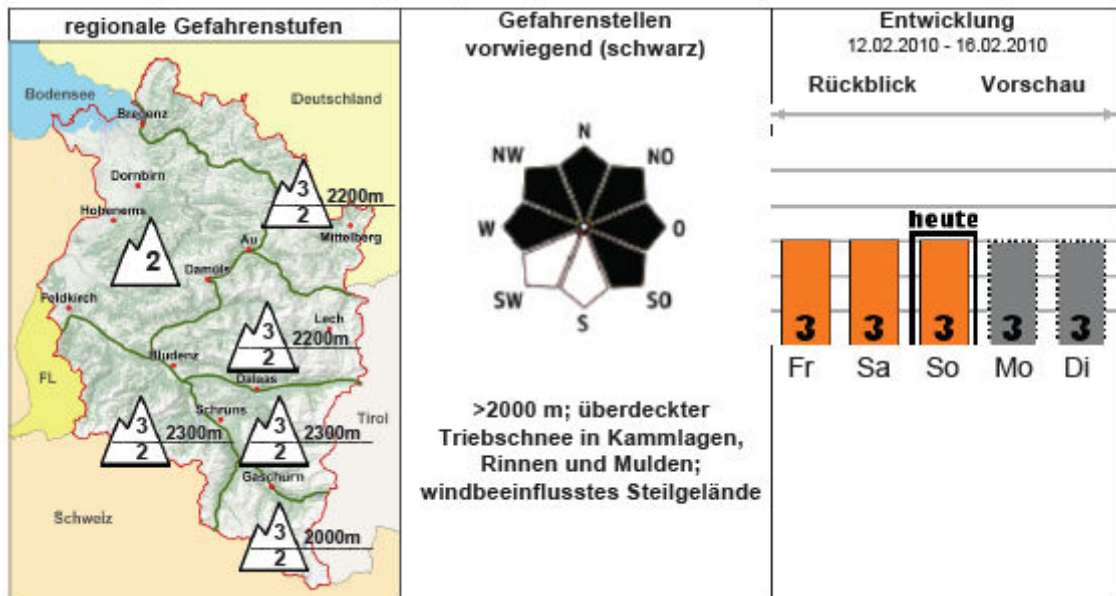 regionale Gefahrenstufen
Bodensee
Deutschland
Bregenz
Dornbirn
3
2
2200m
Hohenems
Mittelberg
2
Au
Damüls
Feldkirch
3
2
2200m
Lech
Bludenz
FL
Dalaas
Schruns
Tirol
3
2
2300m
3
2
2300m
Gaschurn
Schweiz
3
2
2000m
Gefahrenstellen
vorwiegend (schwarz)
N
NW
NO
W
O
SW
SO
S
>2000 m; überdeckter
Triebschnee in Kammlagen,
Rinnen und Mulden;
windbeeinflusstes Steilgelände
Entwicklung
12.02.2010 - 16.02.2010
Rückblick Vorschau
heute
3 3 3 3 3
Fr Sa So Mo Di